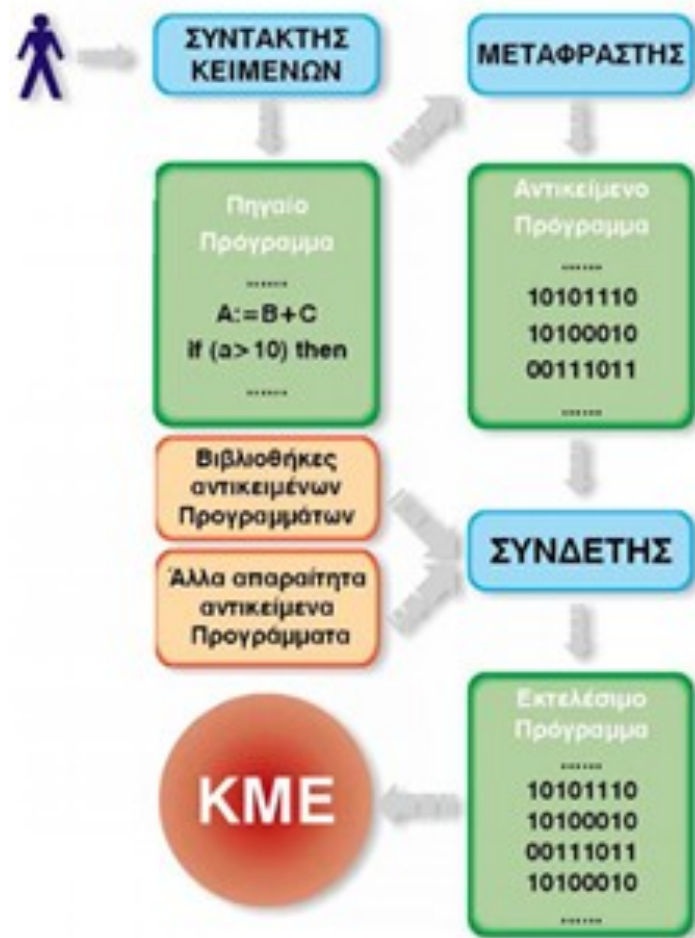 ΣΥΝΤΑΚΤΗΣ
ΚΕΙΜΕΝΩΝ
ΜΕΤΑΦΡΑΣΤΗΣ
Πηγαίο
Πρόγραμμα
......
A:=B+C
if (a>10) then
......
Αντικείμενο
Πρόγραμμα
......
10101110
10100010
00111011
......
Βιβλιοθήκες
αντικειμένων
Προγραμμάτων
Άλλα απαραίτητα
αντικείμενα
Προγράμματα
ΣΥΝΔΕΤΗΣ
Εκτελέσιμο
Πρόγραμμα
......
10101110
10100010
00111011
10100010
......
ΚΜΕ